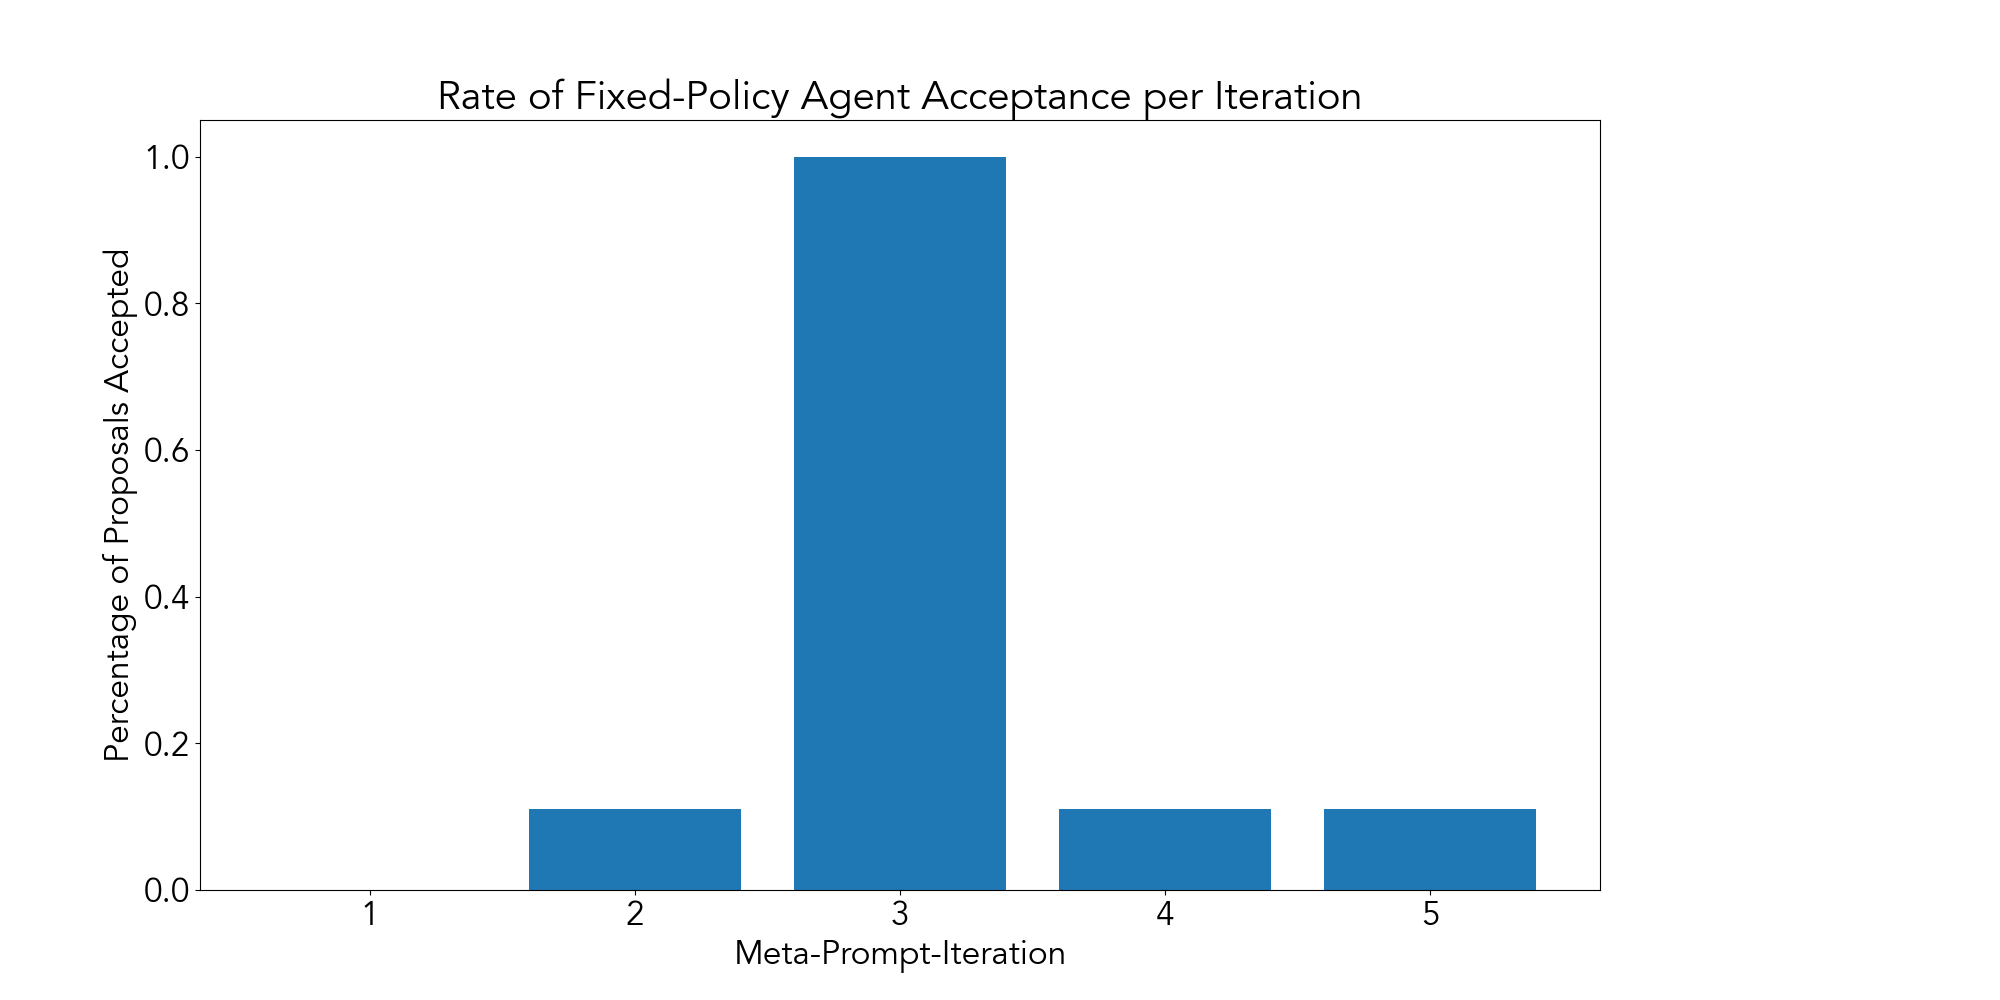 Rate of Fixed-Policy Agent Acceptance per Iteration
Percentage of Proposals Accepted
1.0
0.8
0.6
0.4
0.2
0.0
1 2 3 4 5
Meta-Prompt-Iteration